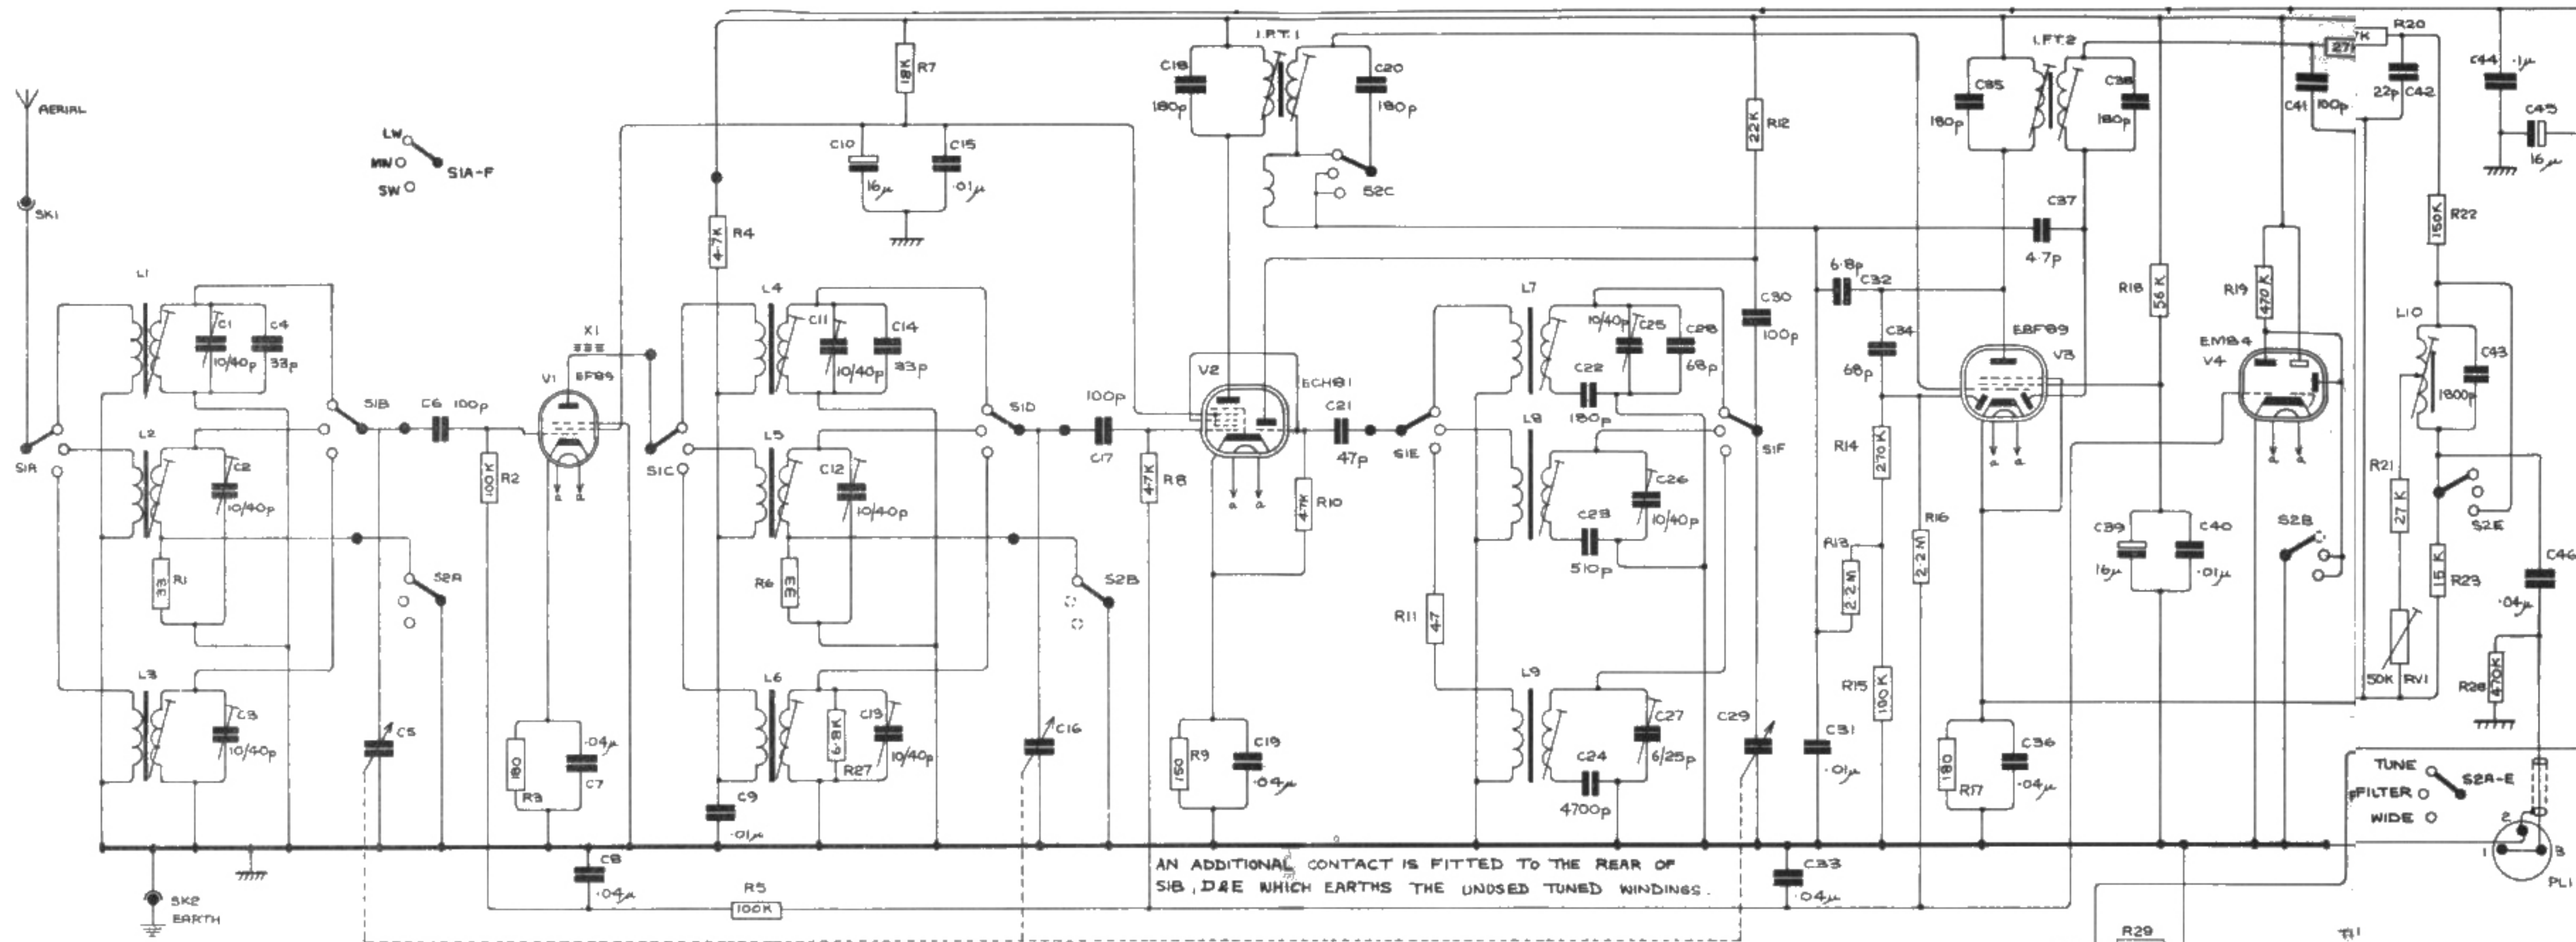 AERIAL
SK1
LW
MW
SW
S1A-F
L1
C1
10/40p
C4
33p
S1A
L2
C2
10/40p
33
R1
L3
C3
10/40p
S1B
C6
100p
S2A
C5
100K
R2
X1
V1
EF89
180
R3
.04µ
C7
SK2
EARTH
C8
.04µ
R5
100K
18K
R7
C10
16µ
C15
.01µ
4.7K
R4
S1C
L4
C11
10/40p
C14
33p
L5
C12
10/40p
R6
33
L6
6.8K
R27
C13
10/40p
C9
.01µ
S1D
S2B
C16
100p
C17
47K
R8
I.F.T.1
C18
180p
C20
180p
S2C
V2
ECH81
47K
R10
150
R9
C19
.04µ
C21
47p
S1E
R11
47
L7
10/40p
C25
C28
68p
C22
180p
L8
C26
10/40p
C23
510p
L9
C27
6/25p
C24
4700p
22K
R12
C30
100p
S1F
C29
AN ADDITIONAL CONTACT IS FITTED TO THE REAR OF
S1B, D&E WHICH EARTHS THE UNUSED TUNED WINDINGS.
C33
.04µ
C31
.01µ
6.8p
C32
C34
68p
R14
270K
R13
2.2M
R15
100K
R16
2.2M
I.F.T.2
C35
180p
C38
180p
C37
4.7p
EBF89
V3
180
R17
C36
.04µ
R18
56K
C39
16µ
C40
.01µ
R19
470K
EM84
V4
S2B
C41
100p
R20
27K
22p
C42
150K
R22
L10
C43
1800p
R21
27K
S2E
15K
R23
50K
RV1
C44
.1µ
C45
16µ
C46
.04µ
R28
470K
TUNE
FILTER
WIDE
S2A-E
1
2
3
PL1
R29